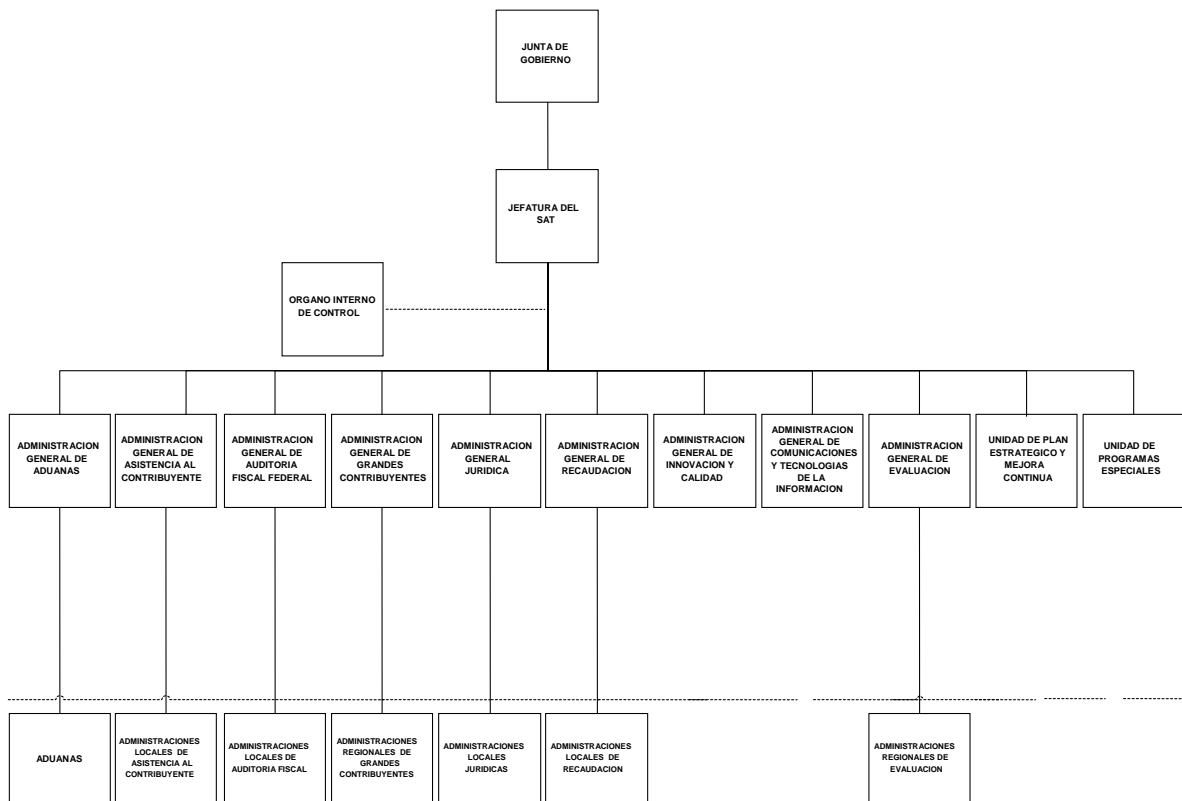 JUNTA DE
GOBIERNO
JEFATURA DEL
SAT
ORGANO INTERNO
DE CONTROL
ADMINISTRACION
GENERAL DE
ADUANAS
ADMINISTRACION
GENERAL DE
ASISTENCIA AL
CONTRIBUYENTE
ADMINISTRACION
GENERAL DE
AUDITORIA
FISCAL FEDERAL
ADMINISTRACION
GENERAL DE
GRANDES
CONTRIBUYENTES
ADMINISTRACION
GENERAL
JURIDICA
ADMINISTRACION
GENERAL DE
RECAUDACION
ADMINISTRACION
GENERAL DE
INNOVACION Y
CALIDAD
ADMINISTRACION
GENERAL DE
COMUNICACIONES
Y TECNOLOGIAS
DE LA
INFORMACION
ADMINISTRACION
GENERAL DE
EVALUACION
UNIDAD DE PLAN
ESTRATEGICO Y
MEJORA
CONTINUA
UNIDAD DE
PROGRAMAS
ESPECIALES
ADUANAS
ADMINISTRACIONES
LOCALES DE
ASISTENCIA AL
CONTRIBUYENTE
ADMINISTRACIONES
LOCALES DE
AUDITORIA FISCAL
ADMINISTRACIONES
REGIONALES DE
GRANDES
CONTRIBUYENTES
ADMINISTRACIONES
LOCALES
JURIDICAS
ADMINISTRACIONES
LOCALES DE
RECAUDACION
ADMINISTRACIONES
REGIONALES DE
EVALUACION